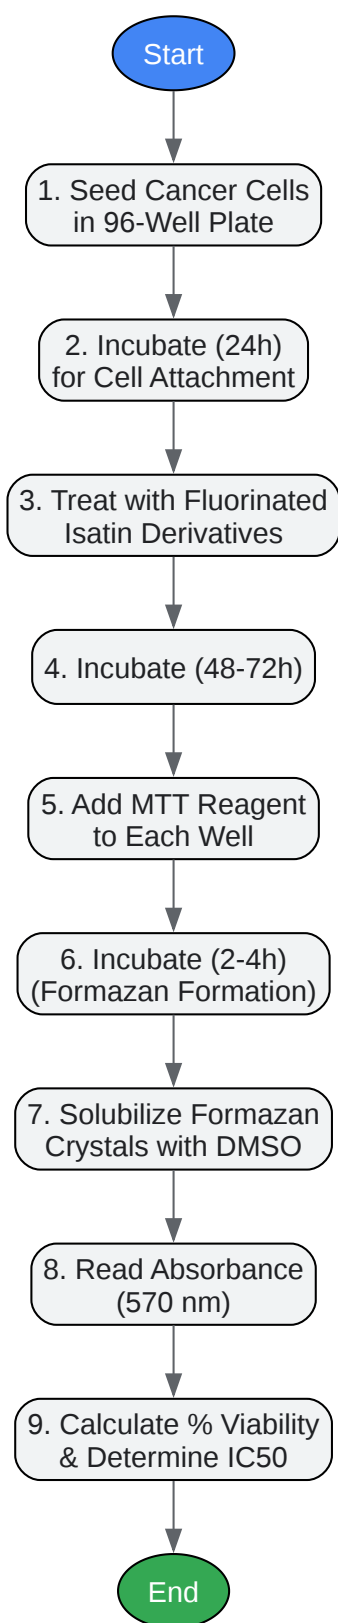 Start
1. Seed Cancer Cells
in 96-Well Plate
2. Incubate (24h)
for Cell Attachment
3. Treat with Fluorinated
Isatin Derivatives
4. Incubate (48-72h)
5. Add MTT Reagent
to Each Well
6. Incubate (2-4h)
(Formazan Formation)
7. Solubilize Formazan
Crystals with DMSO
8. Read Absorbance
(570 nm)
9. Calculate % Viability
& Determine IC50
End